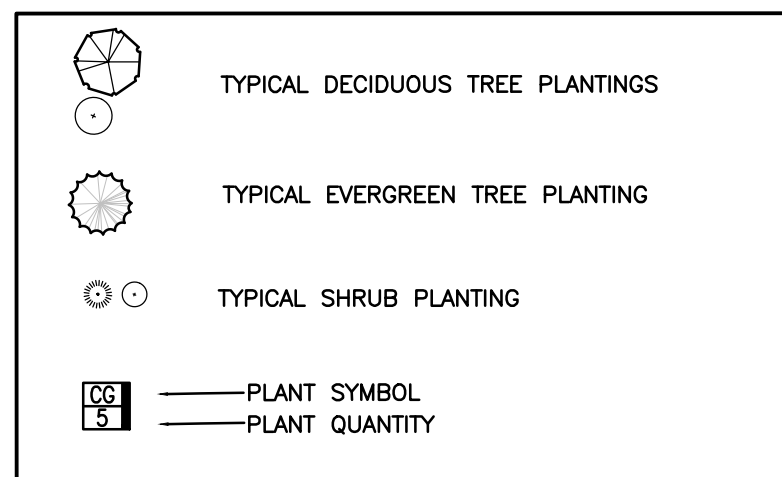 TYPICAL DECIDUOUS TREE PLANTINGS
TYPICAL EVERGREEN TREE PLANTING
TYPICAL SHRUB PLANTING
CG
PLANT SYMBOL
5
PLANT QUANTITY